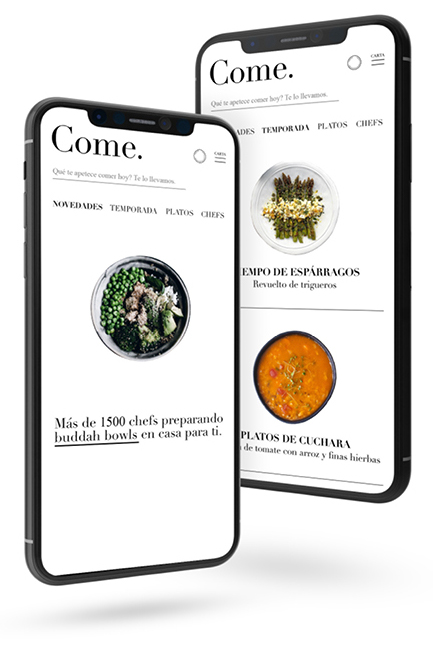 Come.
CARTA
Qué te apetece comer hoy? Te lo llevamos.
NOVEDADES TEMPORADA PLATOS CHEFS
Más de 1500 chefs preparando
buddah bowls en casa para ti.
Come.
CARTA
Qué te apetece comer hoy? Te lo llevamos.
ADES TEMPORADA PLATOS CHEFS
EMPO DE ESPÁRRAGOS
Revuelto de trigueros
PLATOS DE CUCHARA
de tomate con arroz y finas hierbas